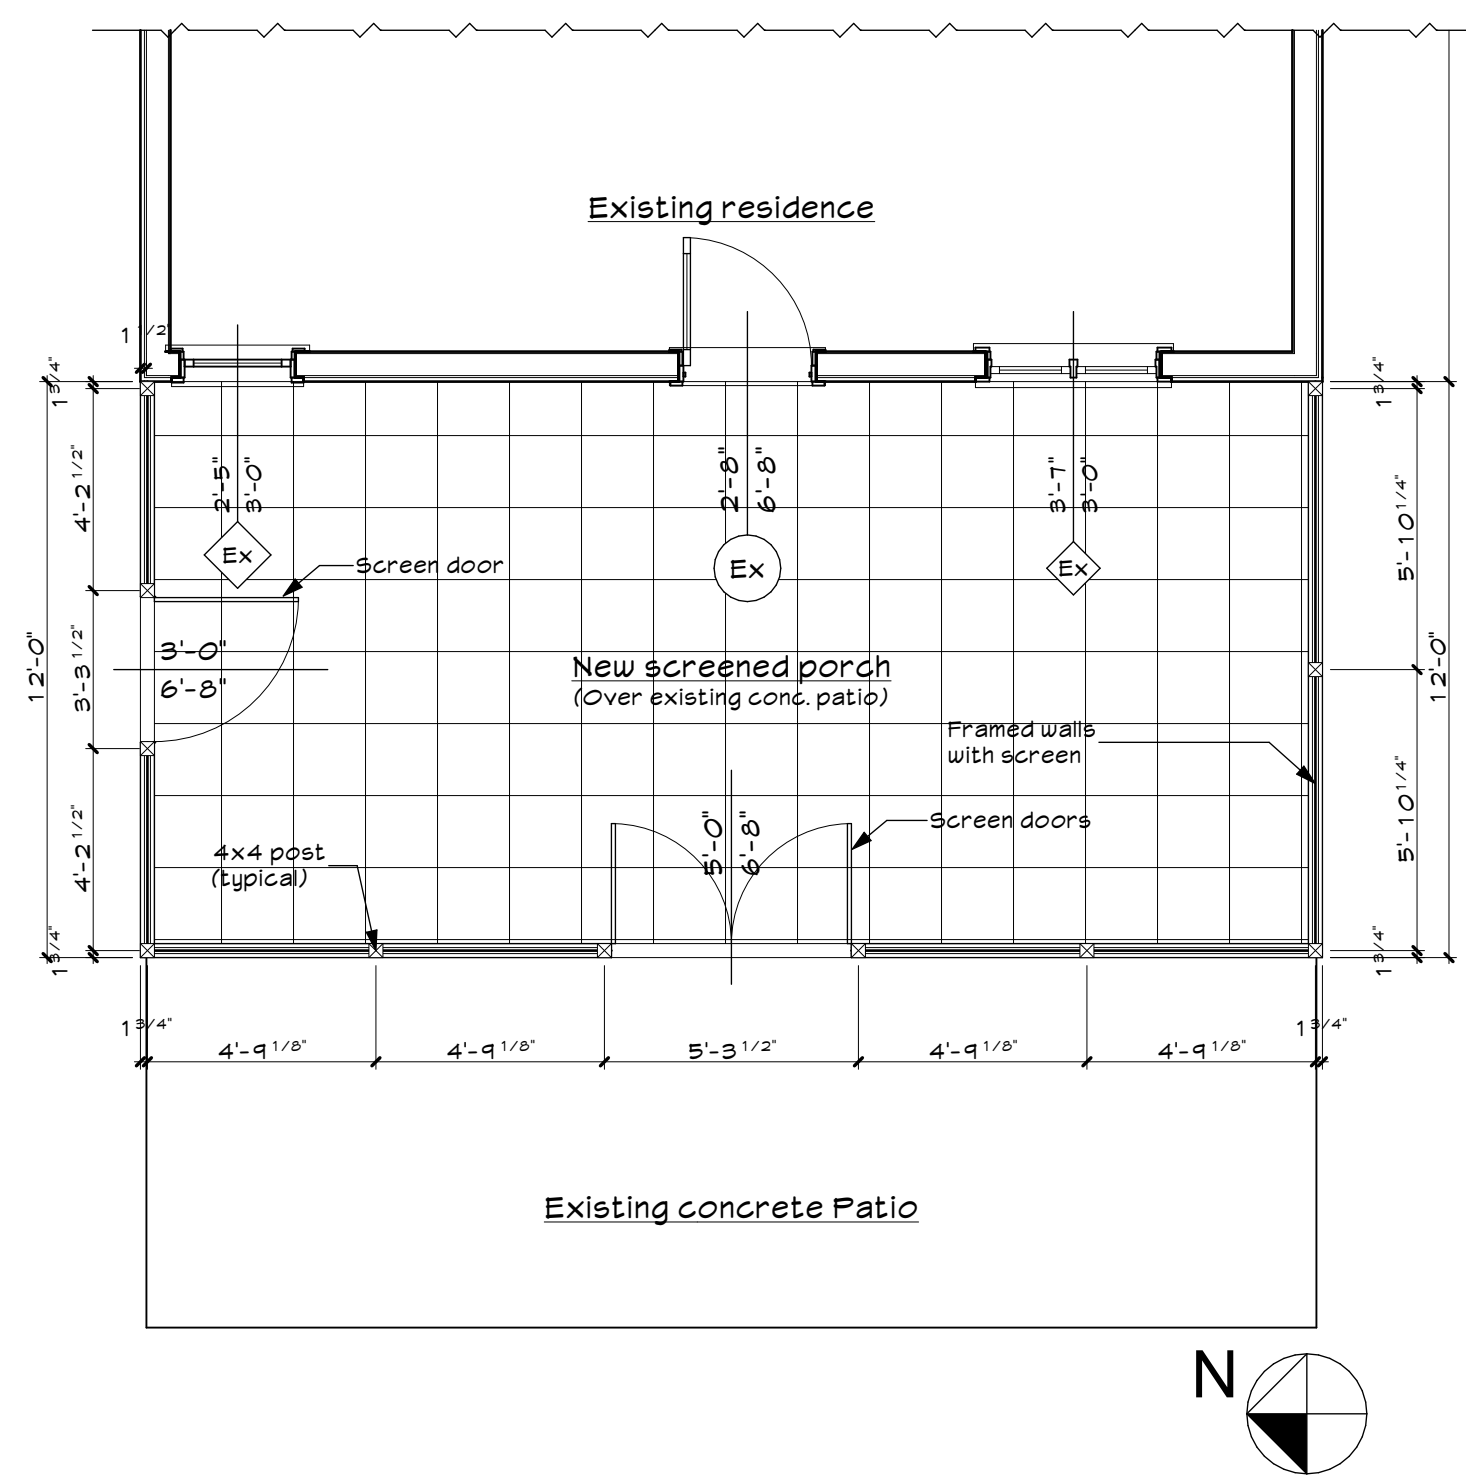 Existing residence
1 1/2"
1 3/4"
1 3/4"
2'-5"
3'-0"
2'-8"
6'-8"
3'-7"
3'-0"
4'-2 1/2"
5'-10 1/4"
Ex
Ex
Ex
Screen door
12'-0"
3'-3 1/2"
3'-0"
6'-8"
New screened porch
(Over existing conc. patio)
12'-0"
Framed walls
with screen
5'-0"
6'-8"
Screen doors
4'-2 1/2"
4x4 post
(typical)
5'-10 1/4"
1 3/4"
1 3/4"
1 3/4"
1 3/4"
4'-9 1/8"
4'-9 1/8"
5'-3 1/2"
4'-9 1/8"
4'-9 1/8"
Existing concrete Patio
N